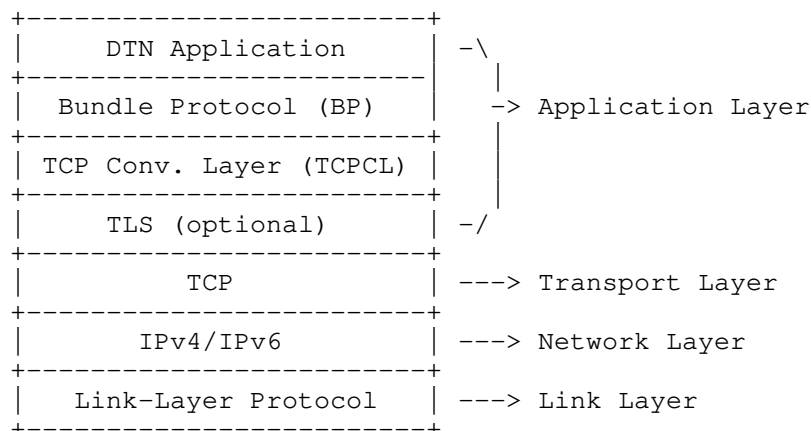 DTN Application
Bundle Protocol (BP) -> Application Layer
TCP Conv. Layer (TCPCL)
TLS (optional)
TCP ---> Transport Layer
IPv4/IPv6 ---> Network Layer
Link-Layer Protocol ---> Link Layer